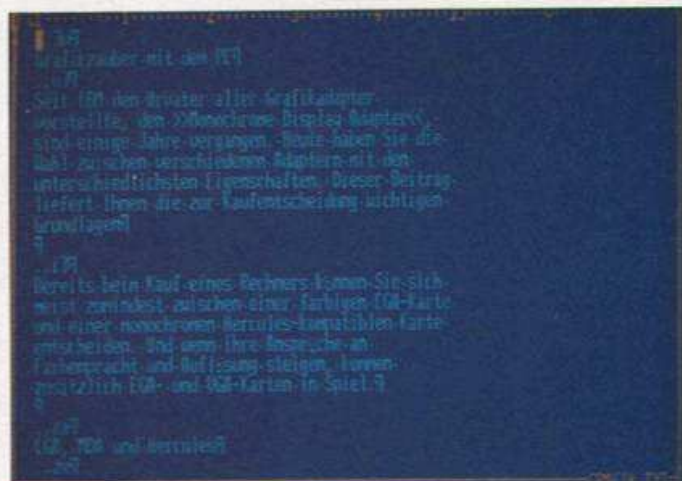 Grafikzauber mit dem PC¶
Seit IBM den Urvater aller Grafikadapter
vorstellte, den >>Monochrome Display Adapter<<,
sind einige Jahre vergangen. Heute haben Sie die
Wahl zwischen verschiedenen Adaptern mit den
unterschiedlichsten Eigenschaften. Dieser Beitrag
liefert Ihnen die zur Kaufentscheidung wichtigen
Grundlagen¶
¶
Bereits beim Kauf eines Rechners können Sie sich
meist zumindest zwischen einer farbigen CGA-Karte
und einer monochromen Hercules-kompatiblen Karte
entscheiden. Und wenn Ihre Ansprüche an
Farbenpracht und Auflösung steigen, kommen
zusätzlich EGA- und VGA-Karten in Spiel.¶
¶
CGA, MDA und Hercules¶